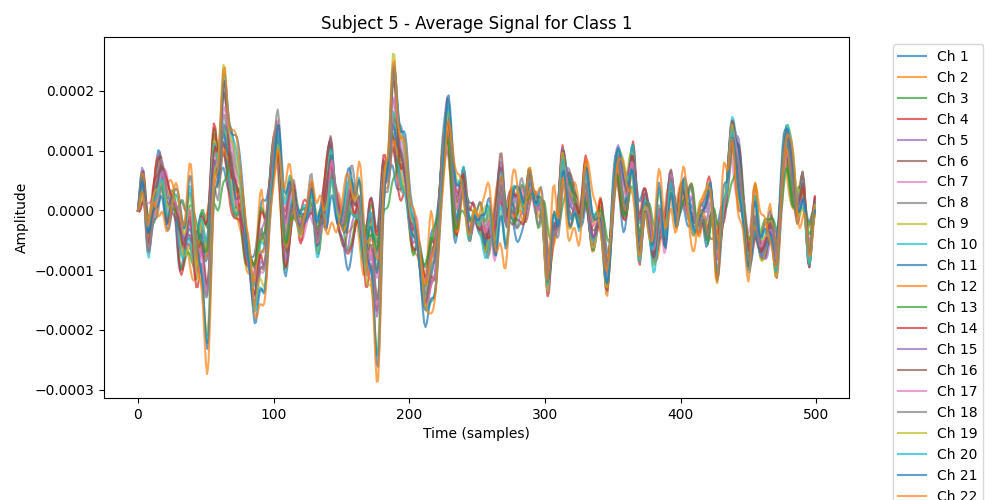 Subject 5 - Average Signal for Class 1
Amplitude
0.0002
0.0001
0.0000
−0.0001
−0.0002
−0.0003
0
100
200
300
400
500
Time (samples)
Ch 1
Ch 2
Ch 3
Ch 4
Ch 5
Ch 6
Ch 7
Ch 8
Ch 9
Ch 10
Ch 11
Ch 12
Ch 13
Ch 14
Ch 15
Ch 16
Ch 17
Ch 18
Ch 19
Ch 20
Ch 21
Ch 22